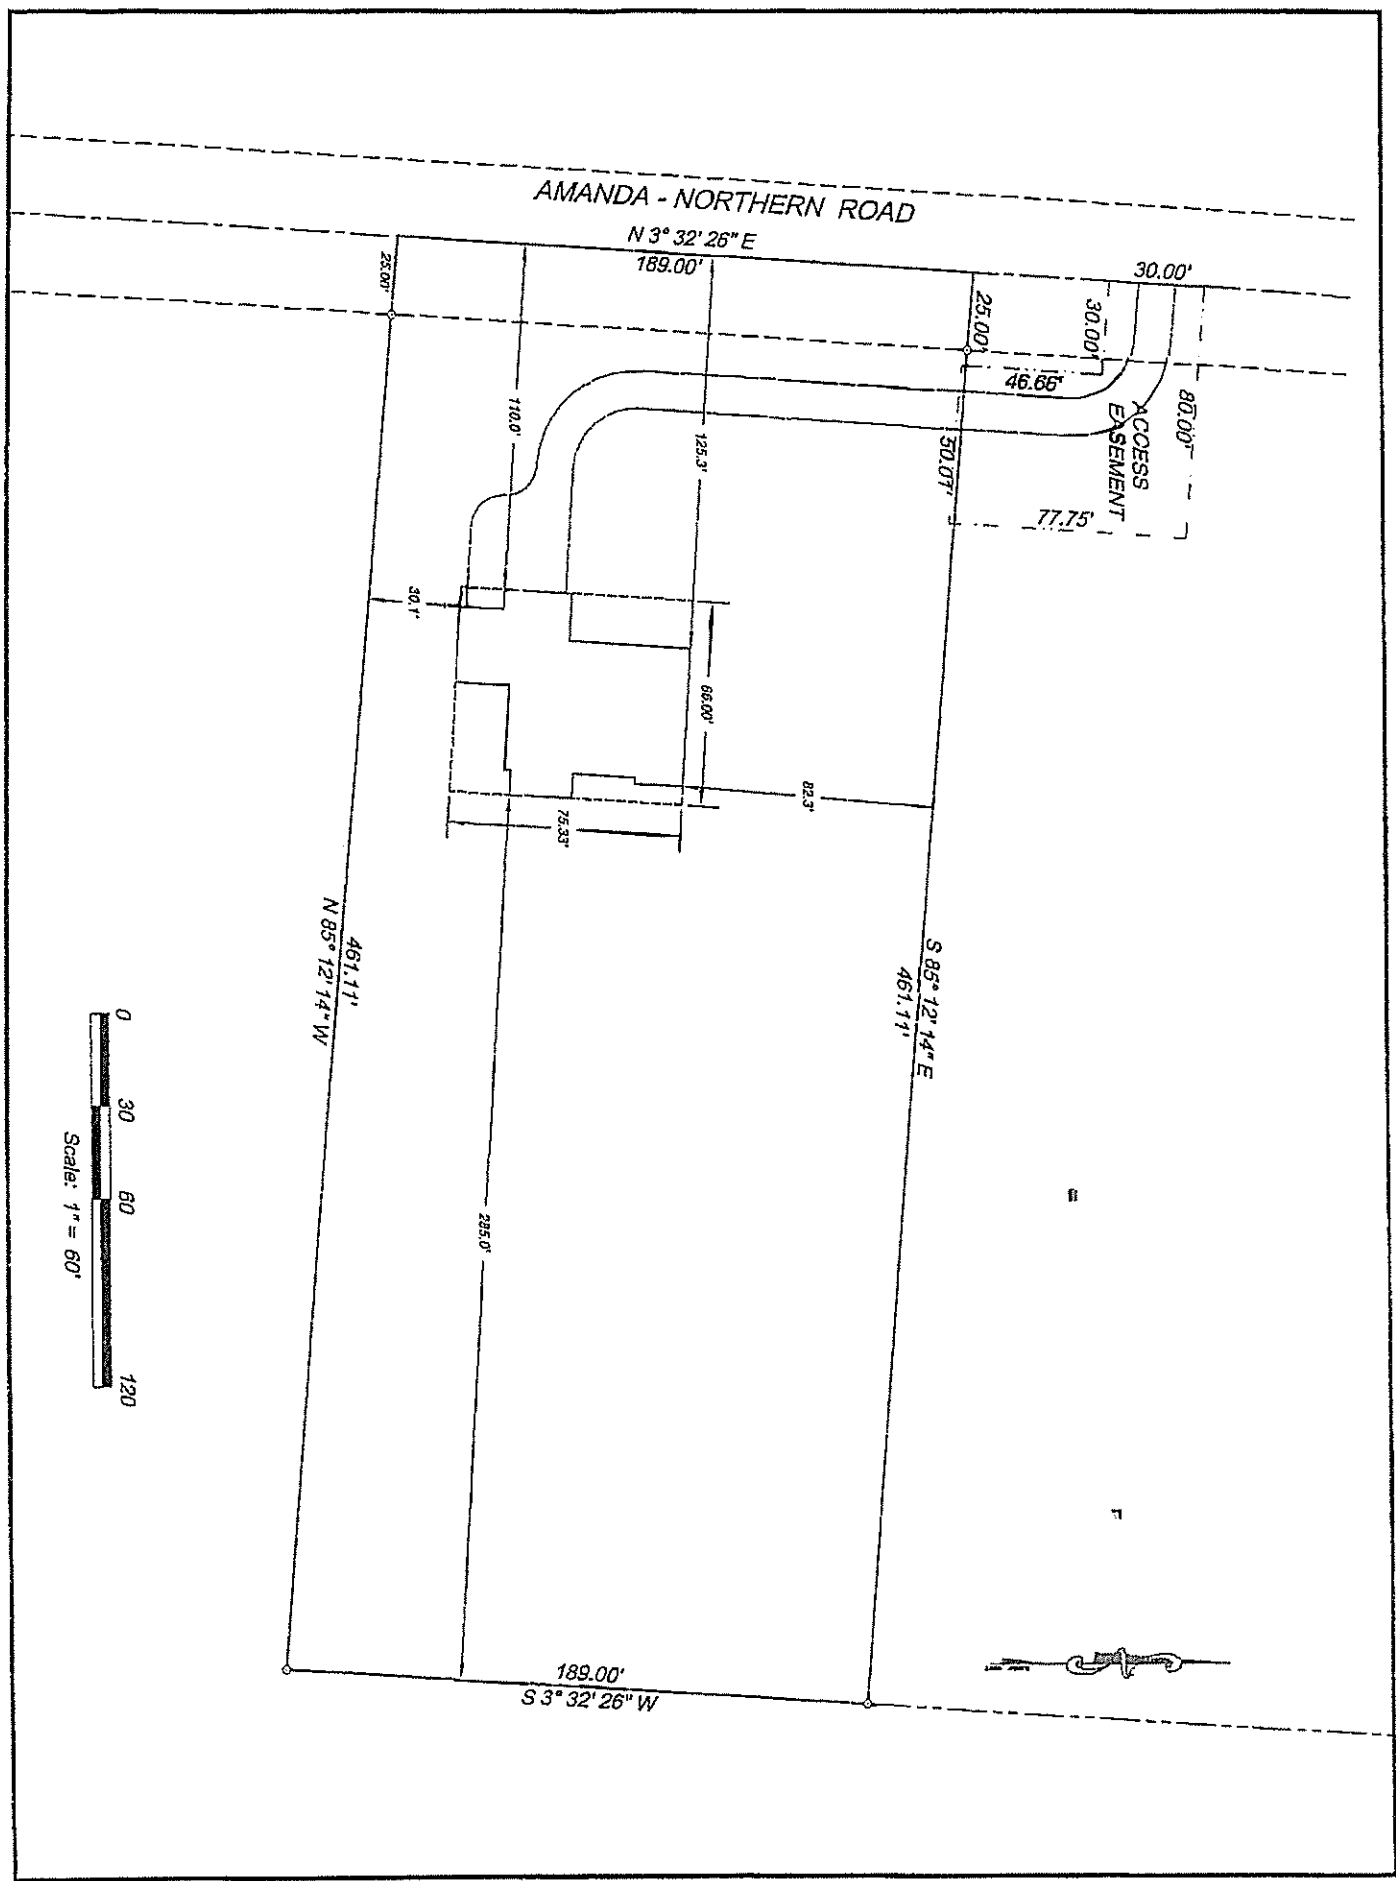 AMANDA - NORTHERN ROAD
N 3° 32' 26" E
189.00'
30.00'
25.00'
25.00'
30.00'
46.66'
80.00'
ACCESS
EASEMENT
110.0'
125.3'
50.01'
77.75'
30.1'
66.00'
82.3'
75.33'
461.11'
N 85° 12' 14" W
S 85° 12' 14" E
461.11'
285.0'
0
30
60
120
Scale: 1" = 60'
189.00'
S 3° 32' 26" W